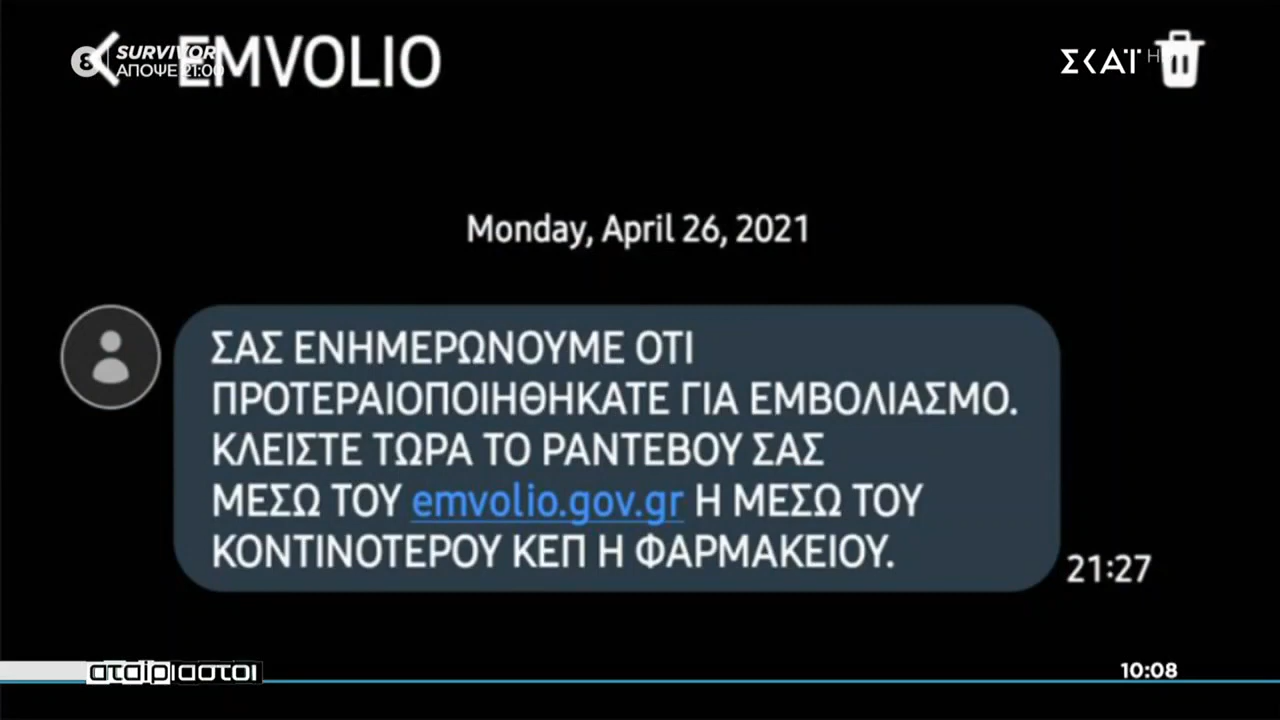 8 SURVIVOR
ΑΠΟΨΕ 21:00
EMVOLIO
ΣΚΑΪ
Monday, April 26, 2021
ΣΑΣ ΕΝΗΜΕΡΩΝΟΥΜΕ ΟΤΙ
ΠΡΟΤΕΡΑΙΟΠΟΙΗΘΗΚΑΤΕ ΓΙΑ ΕΜΒΟΛΙΑΣΜΟ.
ΚΛΕΙΣΤΕ ΤΩΡΑ ΤΟ ΡΑΝΤΕΒΟΥ ΣΑΣ
ΜΕΣΩ ΤΟΥ emvolio.gov.gr Η ΜΕΣΩ ΤΟΥ
ΚΟΝΤΙΝΟΤΕΡΟΥ ΚΕΠ Η ΦΑΡΜΑΚΕΙΟΥ.
21:27
αταίριαστοι
10:08